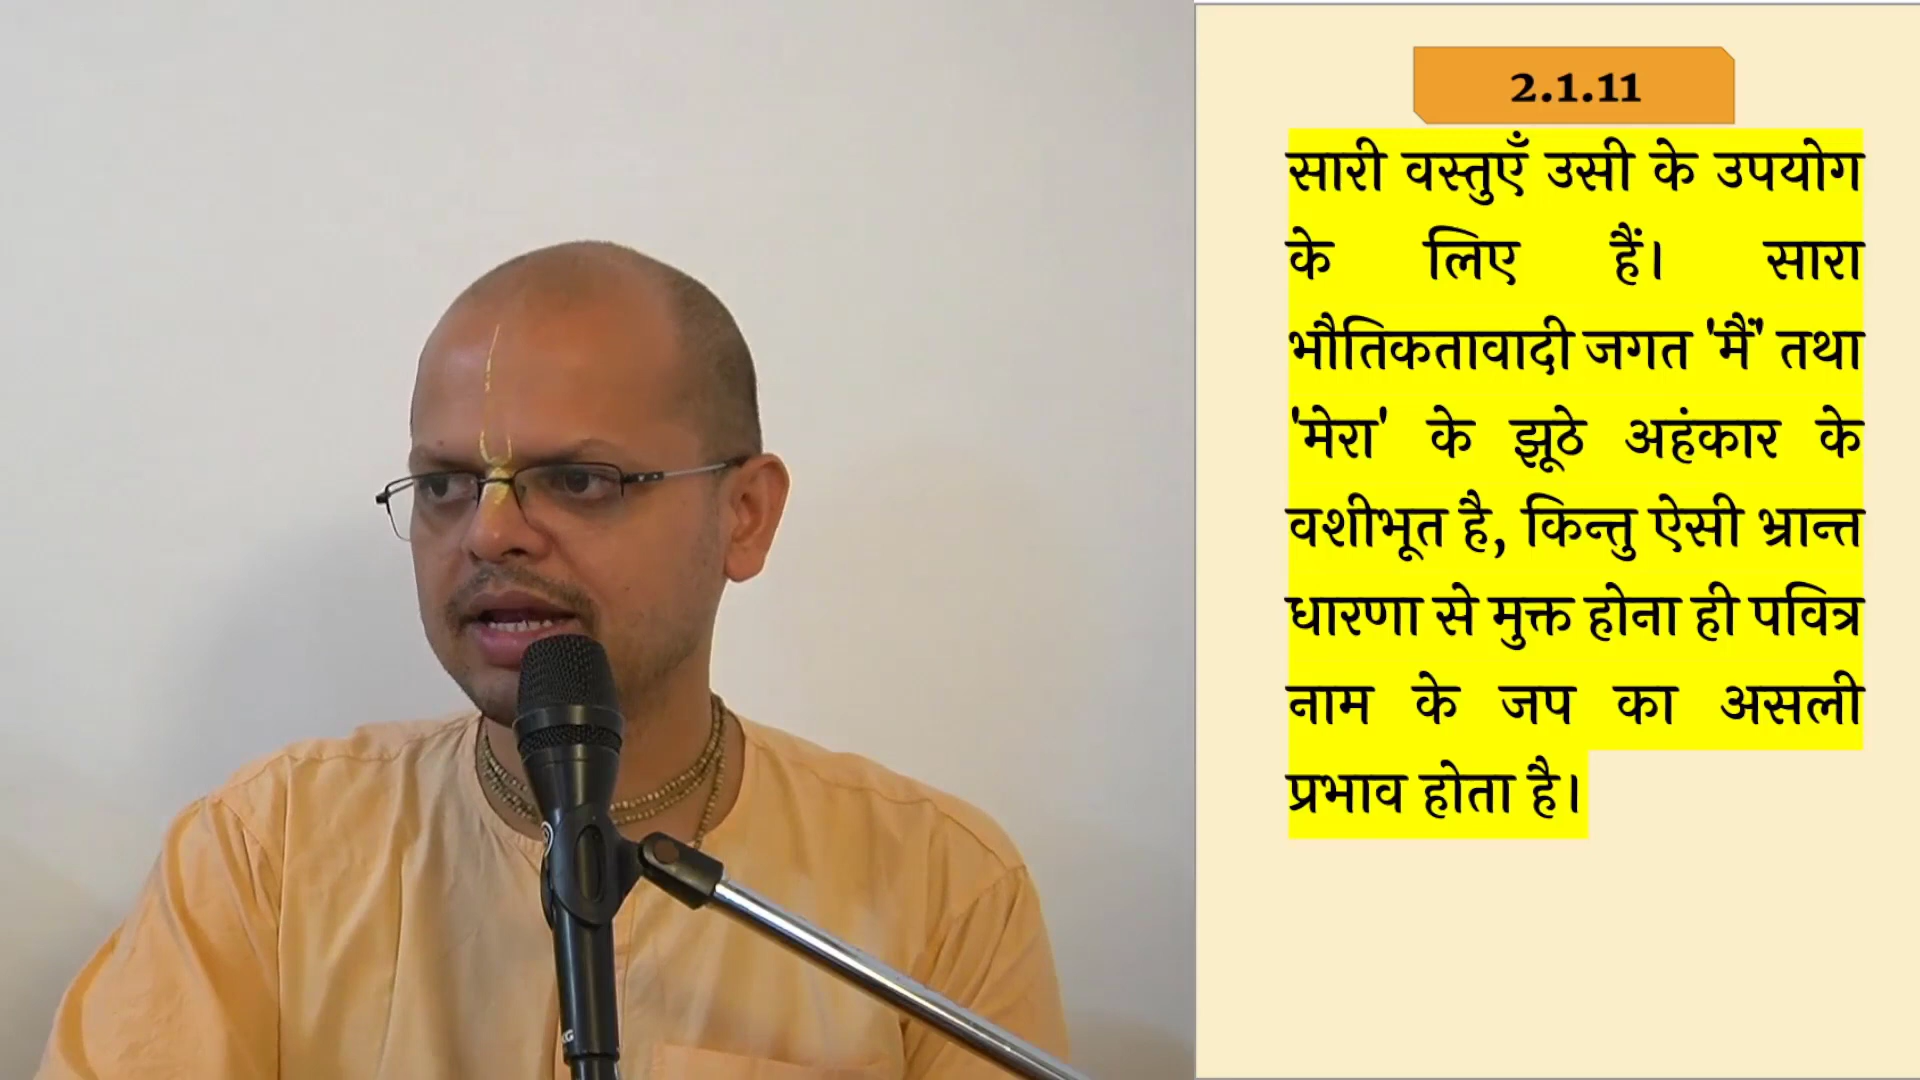 2.1.11
सारी वस्तुएँ उसी के उपयोग
के लिए हैं। सारा
भौतिकतावादी जगत 'मैं' तथा
'मेरा' के झूठे अहंकार के
वशीभूत है, किन्तु ऐसी भ्रान्त
धारणा से मुक्त होना ही पवित्र
नाम के जप का असली
प्रभाव होता है।